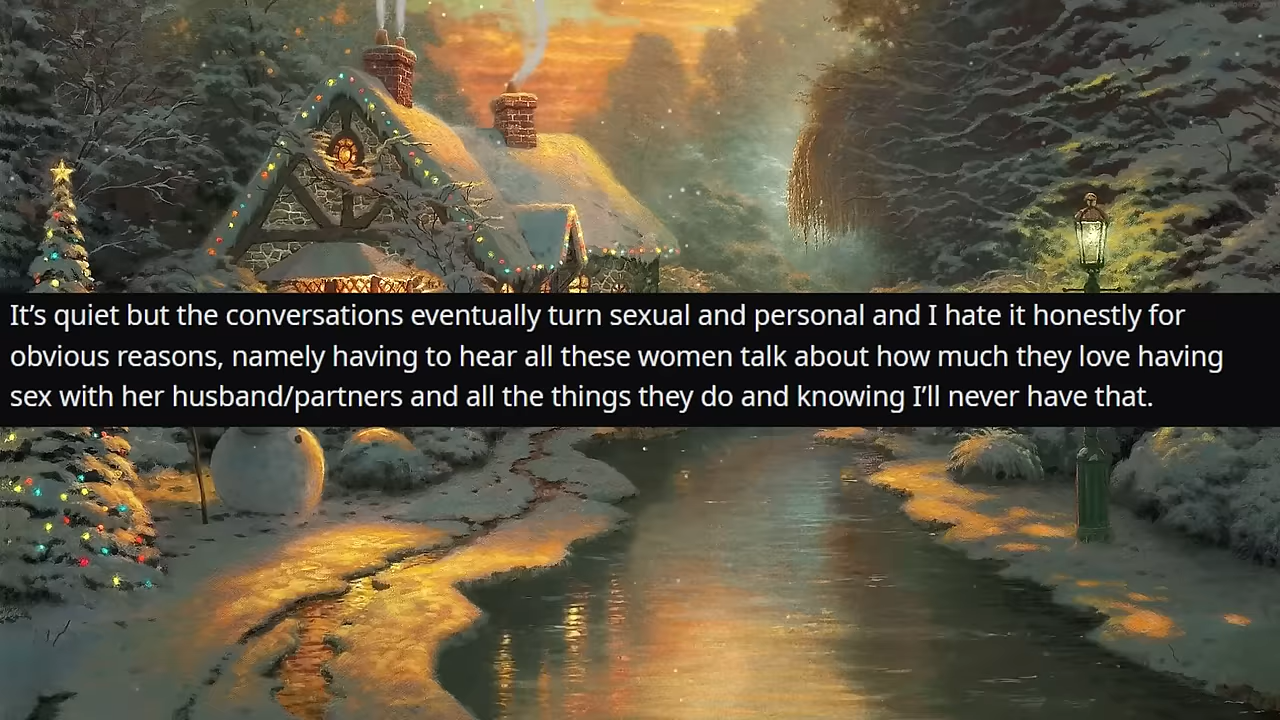 It’s quiet but the conversations eventually turn sexual and personal and I hate it honestly for
obvious reasons, namely having to hear all these women talk about how much they love having
sex with her husband/partners and all the things they do and knowing I’ll never have that.